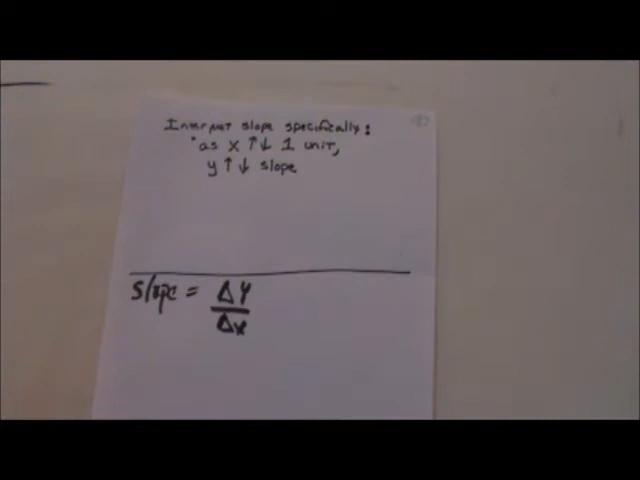 Interpret slope specifically:
• as x ↑↓ 1 unit,
y ↑↓ slope
slope = ΔY
Δx